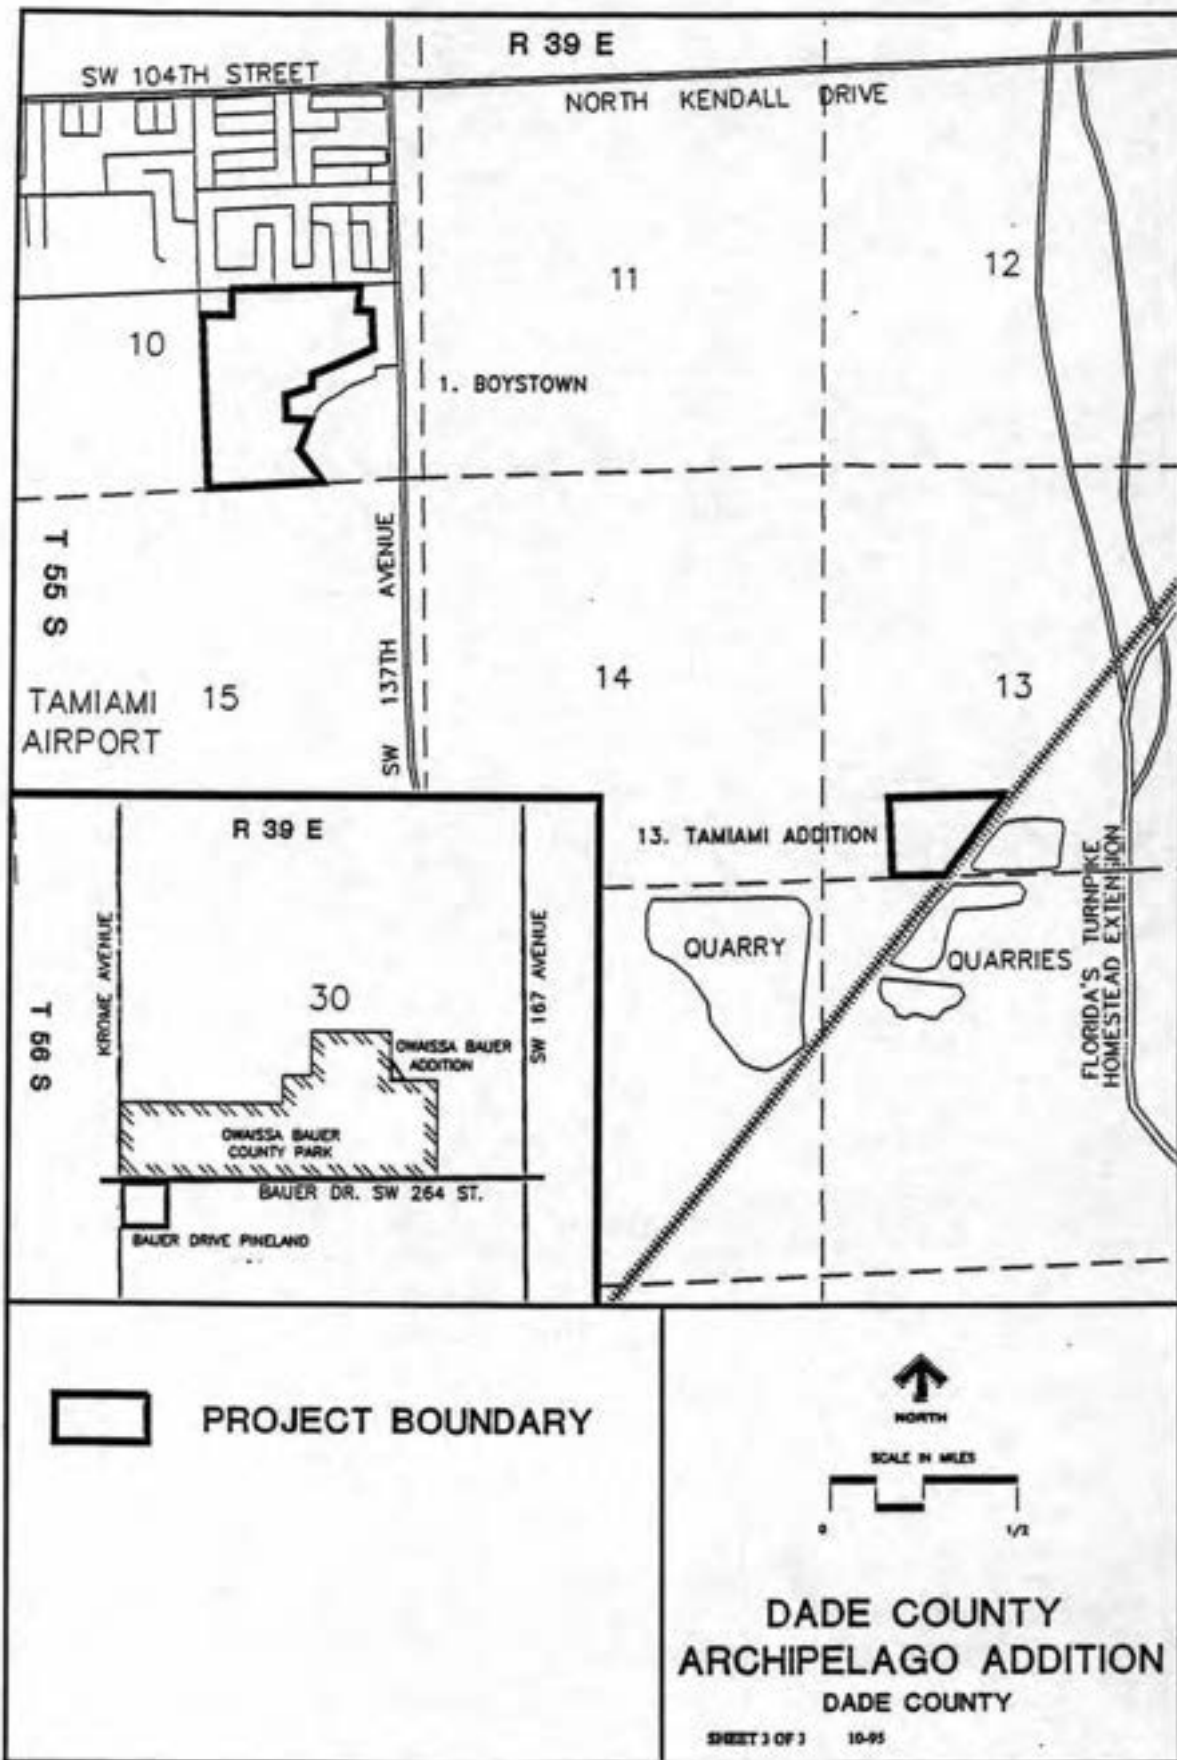 R 39 E
SW 104TH STREET
NORTH KENDALL DRIVE
11
12
10
1. BOYSTOWN
T 55 S
SW 137TH AVENUE
14
13
15
TAMIAMI
AIRPORT
13. TAMIAMI ADDITION
QUARRY
QUARRIES
FLORIDA'S TURNPIKE
HOMESTEAD EXTENSION
R 39 E
KROME AVENUE
SW 167 AVENUE
T 56 S
30
OWAISSA BAUER
ADDITION
OWAISSA BAUER
COUNTY PARK
BAUER DR. SW 264 ST.
BAUER DRIVE PINELAND
PROJECT BOUNDARY
NORTH
SCALE IN MILES
0 1/2
DADE COUNTY
ARCHIPELAGO ADDITION
DADE COUNTY
SHEET 3 OF 3 10-95